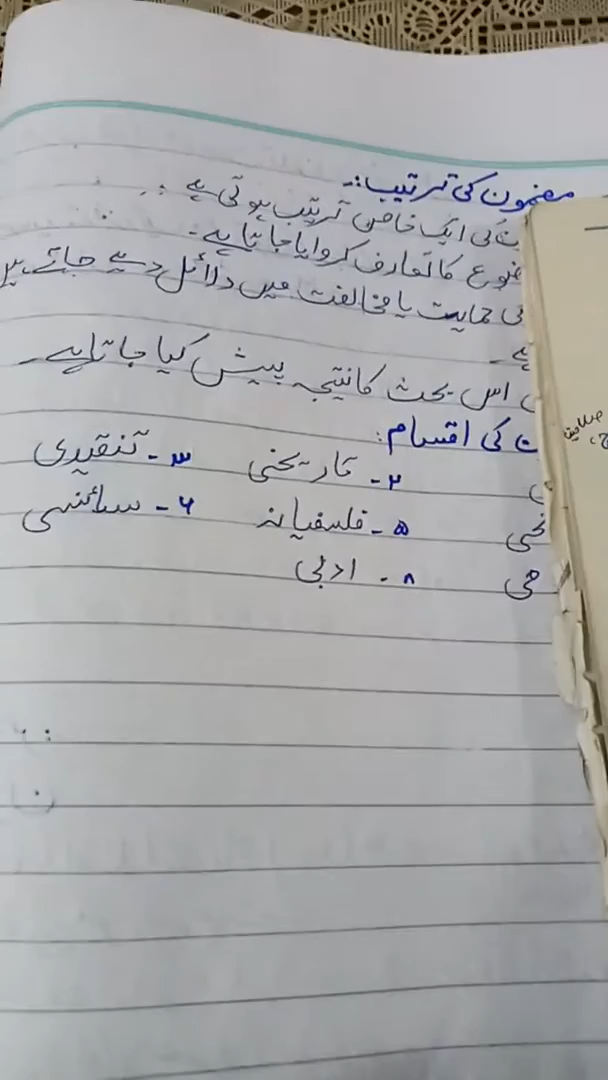 مضمون کی ترتیب:-
کی ایک خاص ترتیب ہوتی ہے
کا تعارف کروایا جاتا ہے۔
حمایت یا مخالفت میں دلائل دیے جاتے ہیں
ہے۔
اس بحث کا نتیجہ پیش کیا جاتا ہے۔
کی اقسام:
۲۔ تاریخی ۳۔ تنقیدی
۵۔ فلسفیانہ ۶۔ سائنسی
۸۔ ادبی